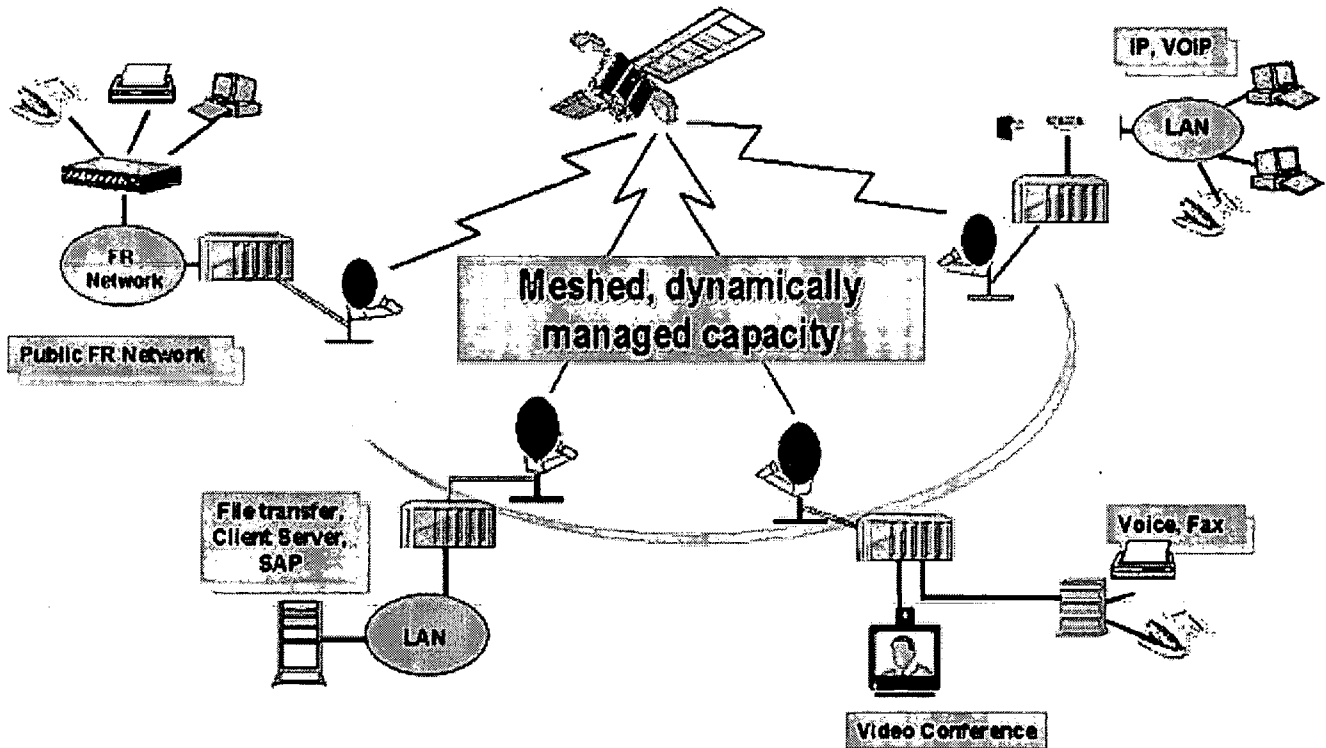 IP, VOIP
LAN
FR
Network
Public FR Network
Meshed, dynamically
managed capacity
File transfer,
Client Server,
SAP
LAN
Voice, Fax
Video Conference